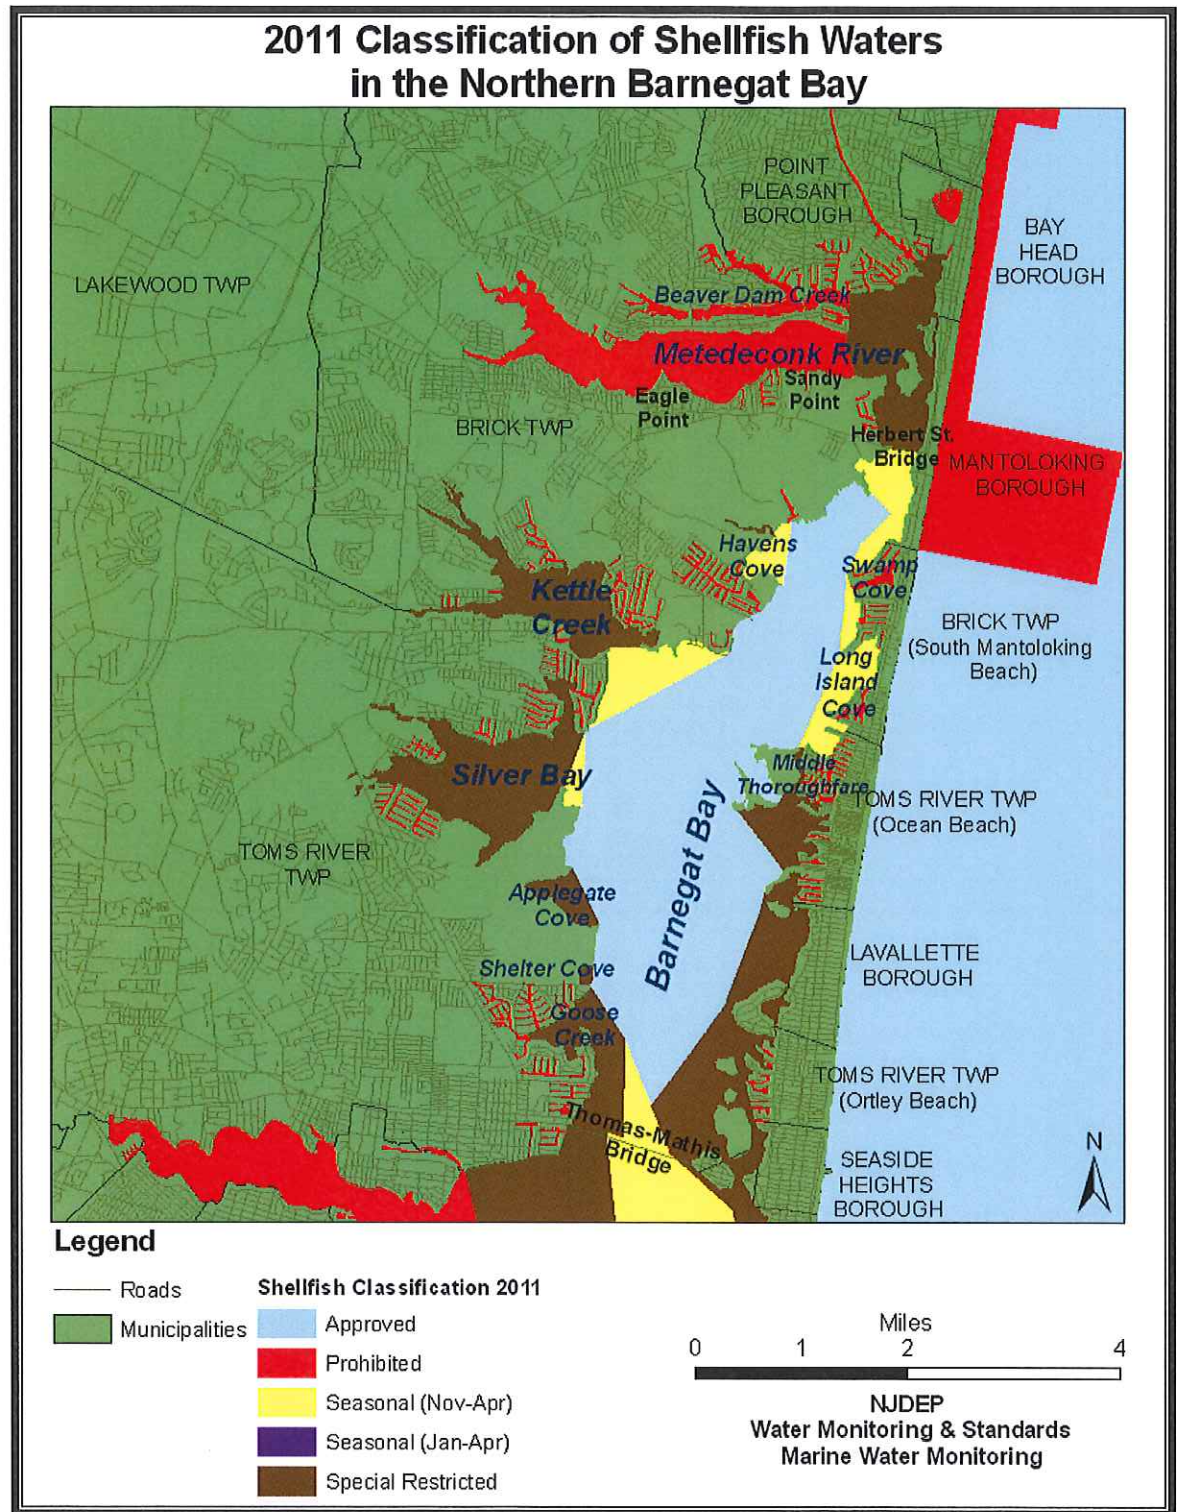 2011 Classification of Shellfish Waters
in the Northern Barnegat Bay
POINT
PLEASANT
BOROUGH
BAY
HEAD
BOROUGH
LAKEWOOD TWP
Beaver Dam Creek
Metedeconk River
Sandy
Point
Eagle
Point
BRICK TWP
Herbert St.
Bridge
MANTOLOKING
BOROUGH
Havens
Cove
Swamp
Cove
Kettle
Creek
BRICK TWP
(South Mantoloking
Beach)
Long
Island
Cove
Silver Bay
Middle
Thoroughfare
Barnegat Bay
TOMS RIVER TWP
(Ocean Beach)
TOMS RIVER
TWP
Applegate
Cove
LAVALLETTE
BOROUGH
Shelter Cove
Goose
Creek
TOMS RIVER TWP
(Ortley Beach)
Thomas-Mathis
Bridge
SEASIDE
HEIGHTS
BOROUGH
N
Legend
Roads
Municipalities
Shellfish Classification 2011
Approved
Prohibited
Seasonal (Nov-Apr)
Seasonal (Jan-Apr)
Special Restricted
Miles
0 1 2 4
NJDEP
Water Monitoring & Standards
Marine Water Monitoring